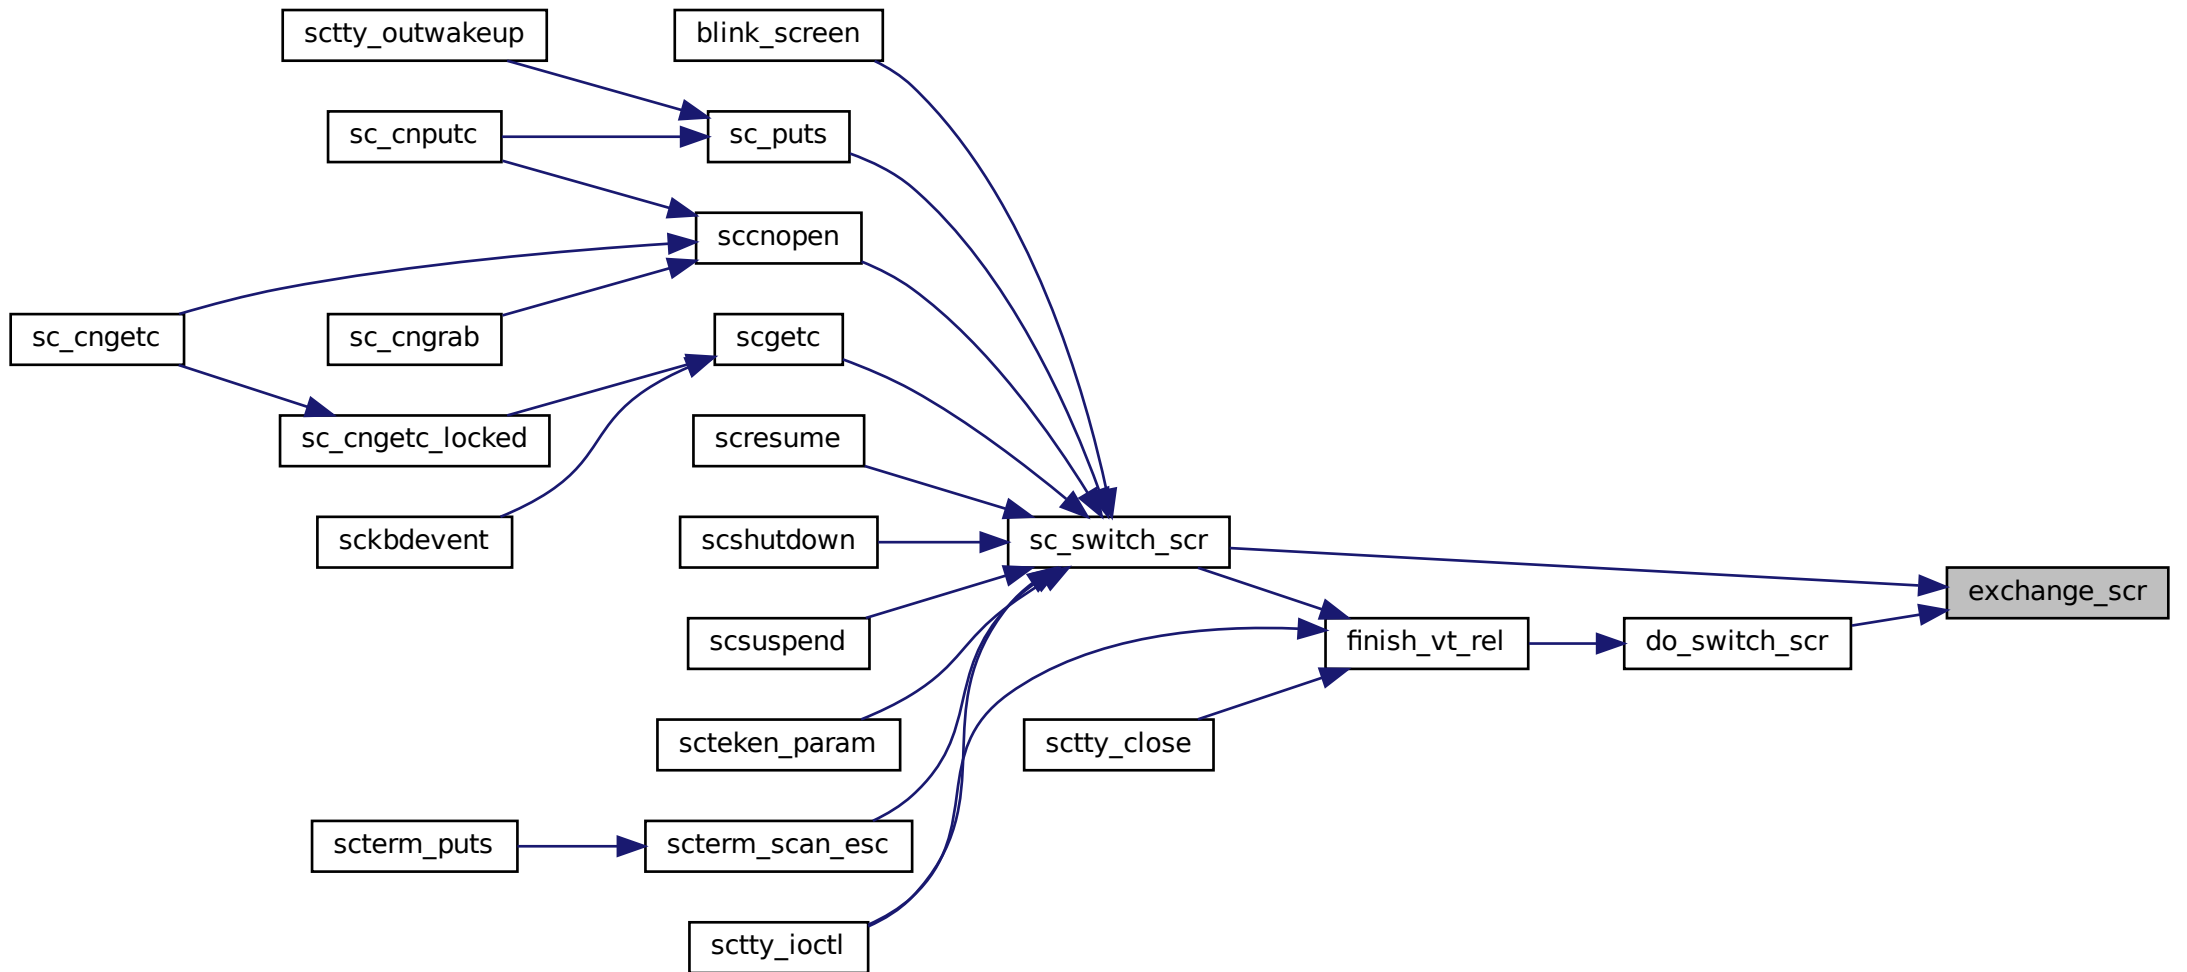 sctty_outwakeup
blink_screen
sc_cnputc
sc_puts
sccnopen
sc_cngetc
sc_cngrab
scgetc
sc_cngetc_locked
scresume
sckbdevent
scshutdown
sc_switch_scr
exchange_scr
scsuspend
finish_vt_rel
do_switch_scr
scteken_param
sctty_close
scterm_puts
scterm_scan_esc
sctty_ioctl